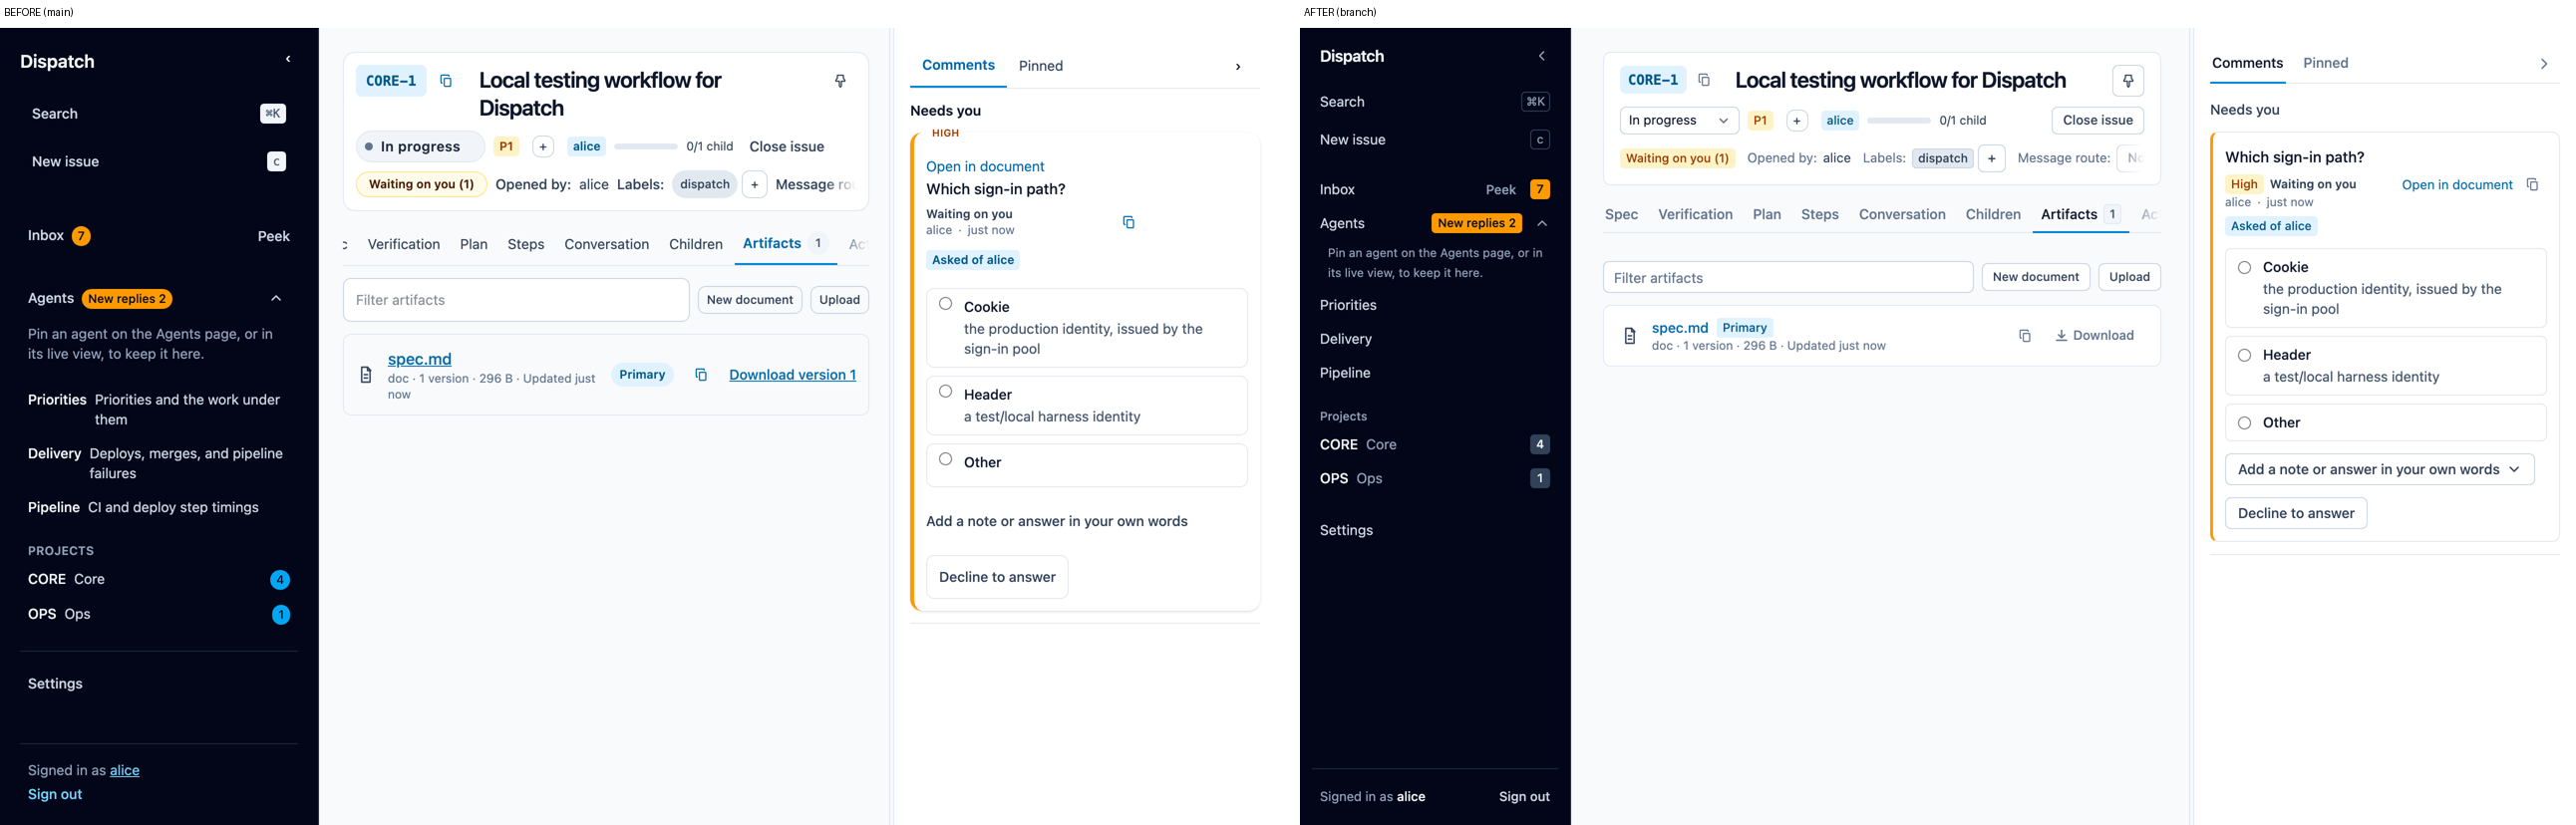 BEFORE (main)
Dispatch
Search ⌘K
New issue c
Inbox 7 Peek
Agents New replies 2
Pin an agent on the Agents page, or in
its live view, to keep it here.
Priorities Priorities and the work under
them
Delivery Deploys, merges, and pipeline
failures
Pipeline CI and deploy step timings
PROJECTS
CORE Core 4
OPS Ops 1
Settings
Signed in as alice
Sign out
CORE-1 Local testing workflow for
Dispatch
In progress P1 + alice 0/1 child Close issue
Waiting on you (1) Opened by: alice Labels: dispatch + Message ro
c Verification Plan Steps Conversation Children Artifacts 1 Ac
Filter artifacts New document Upload
spec.md
doc · 1 version · 296 B · Updated just
now
Primary Download version 1
Comments Pinned
Needs you
HIGH
Open in document
Which sign-in path?
Waiting on you
alice · just now
Asked of alice
Cookie
the production identity, issued by the
sign-in pool
Header
a test/local harness identity
Other
Add a note or answer in your own words
Decline to answer
AFTER (branch)
Dispatch
Search ⌘K
New issue c
Inbox Peek 7
Agents New replies 2
Pin an agent on the Agents page, or in
its live view, to keep it here.
Priorities
Delivery
Pipeline
Projects
CORE Core 4
OPS Ops 1
Settings
Signed in as alice Sign out
CORE-1 Local testing workflow for Dispatch
In progress P1 + alice 0/1 child Close issue
Waiting on you (1) Opened by: alice Labels: dispatch + Message route: No
Spec Verification Plan Steps Conversation Children Artifacts 1 Ac
Filter artifacts New document Upload
spec.md Primary
doc · 1 version · 296 B · Updated just now
Download
Comments Pinned
Needs you
Which sign-in path?
High Waiting on you Open in document
alice · just now
Asked of alice
Cookie
the production identity, issued by the
sign-in pool
Header
a test/local harness identity
Other
Add a note or answer in your own words
Decline to answer